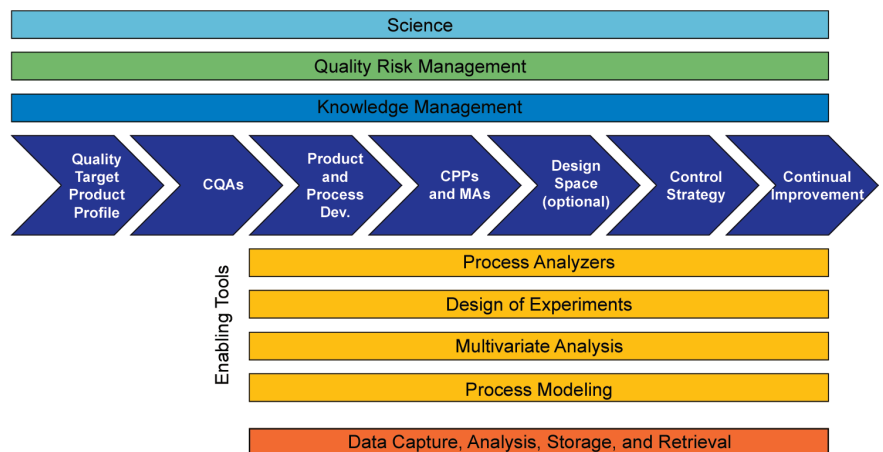 Science
Quality Risk Management
Knowledge Management
Quality
Target
Product
Profile
CQAs
Product
and
Process
Dev.
CPPs
and MAs
Design
Space
(optional)
Control
Strategy
Continual
Improvement
Enabling Tools
Process Analyzers
Design of Experiments
Multivariate Analysis
Process Modeling
Data Capture, Analysis, Storage, and Retrieval